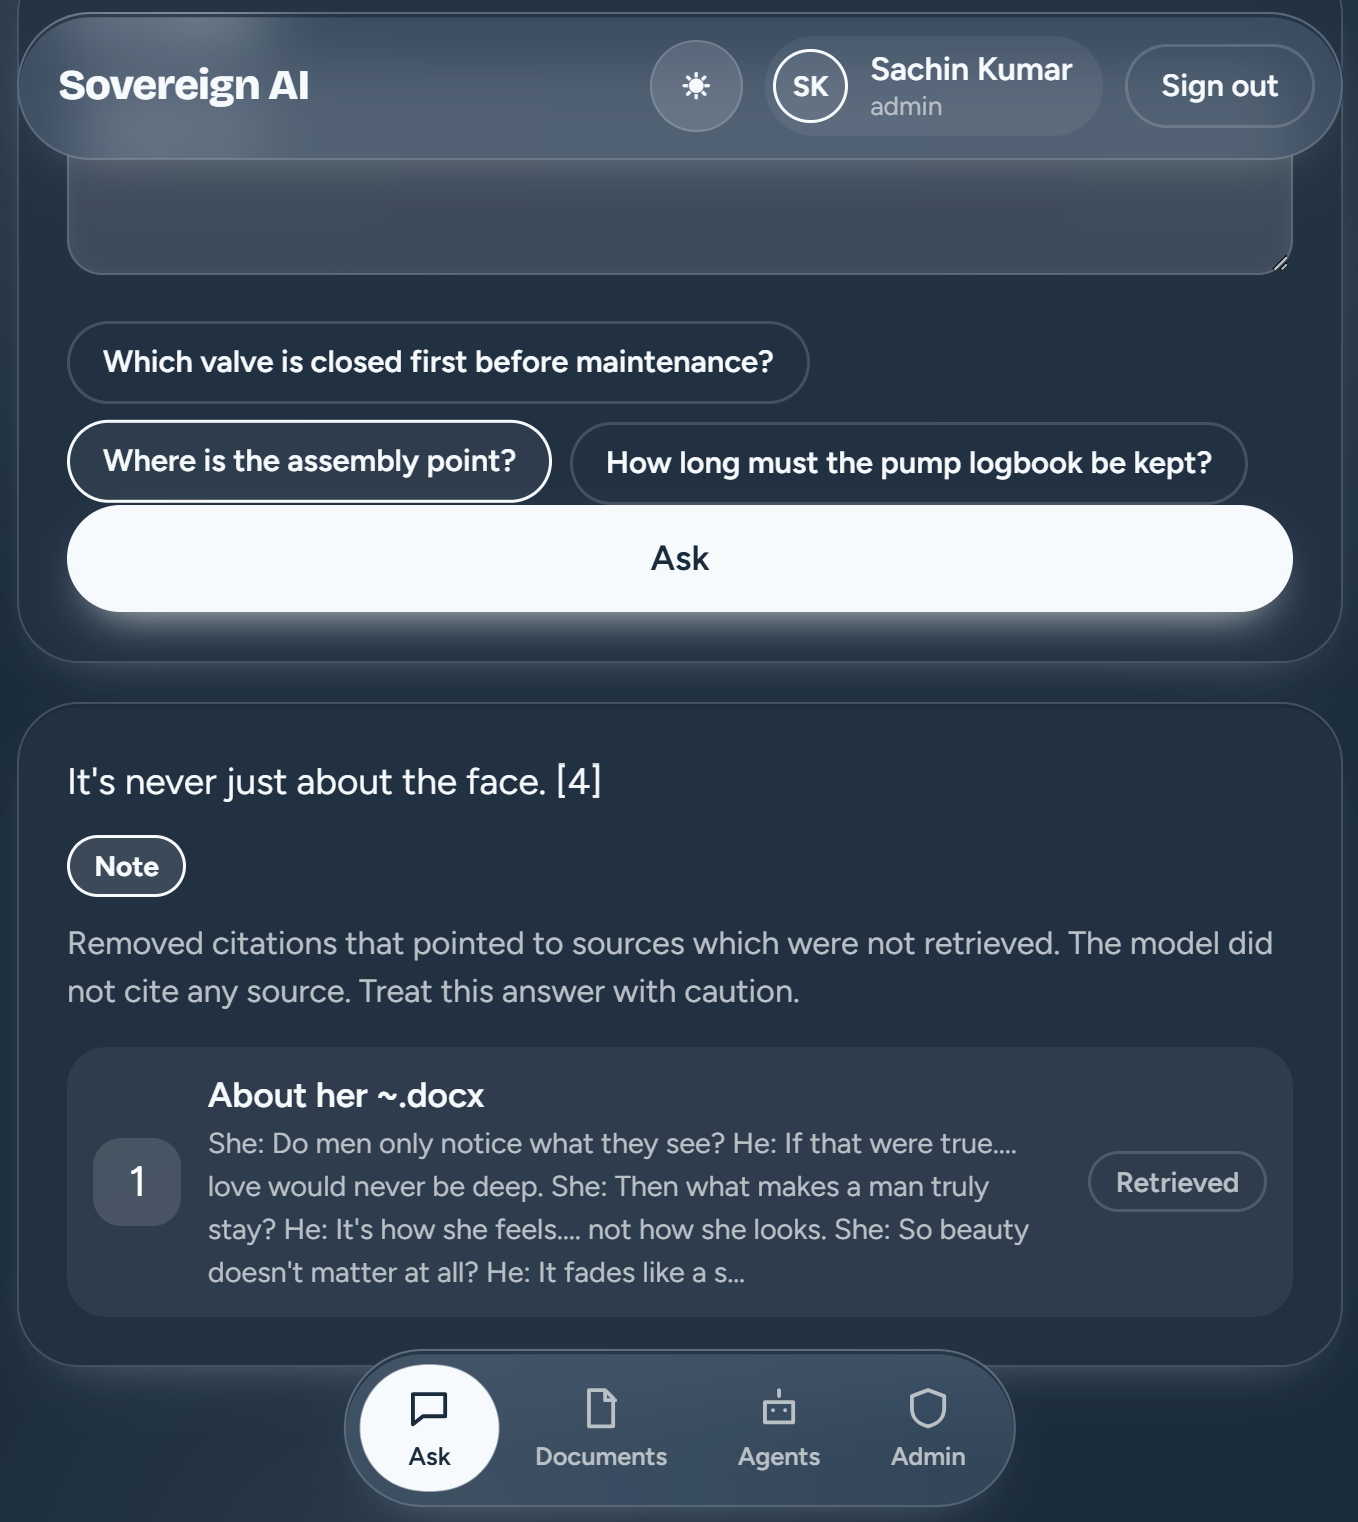 Sovereign AI
SK
Sachin Kumar
admin
Sign out
Which valve is closed first before maintenance?
Where is the assembly point?
How long must the pump logbook be kept?
Ask
It's never just about the face. [4]
Note
Removed citations that pointed to sources which were not retrieved. The model did
not cite any source. Treat this answer with caution.
1
About her ~.docx
She: Do men only notice what they see? He: If that were true....
love would never be deep. She: Then what makes a man truly
stay? He: It's how she feels.... not how she looks. She: So beauty
doesn't matter at all? He: It fades like a s...
Retrieved
Ask
Documents
Agents
Admin